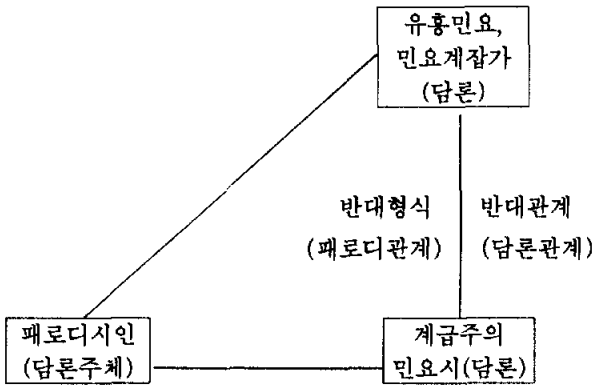 유흥민요,
민요계잡가
(담론)
반대형식 반대관계
(패로디관계) (담론관계)
패로디시인
(담론주체)
계급주의
민요시(담론)